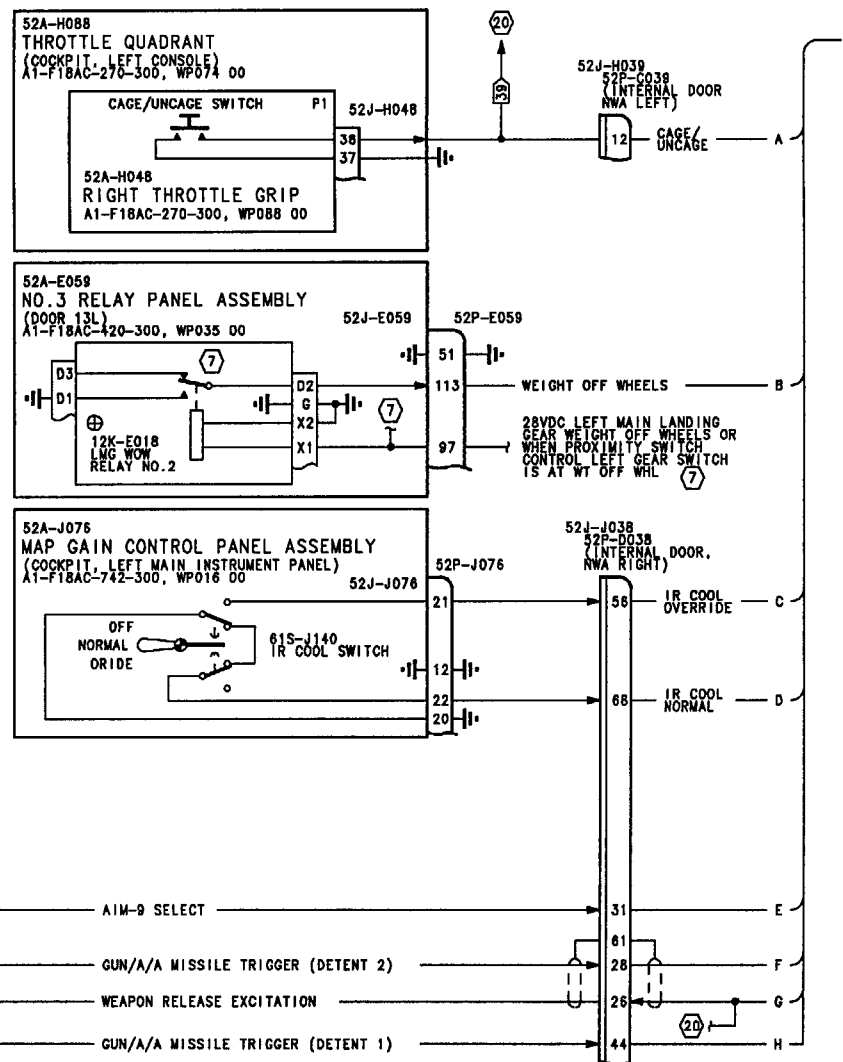 52A-H088
THROTTLE QUADRANT
(COCKPIT, LEFT CONSOLE)
A1-F18AC-270-300, WP074 00
CAGE/UNCAGE SWITCH
P1
52J-H048
38
37
52A-H048
RIGHT THROTTLE GRIP
A1-F18AC-270-300, WP088 00
20
39
52J-H039
52P-C039
(INTERNAL DOOR
NWA LEFT)
12
CAGE/
UNCAGE
A
52A-E059
NO.3 RELAY PANEL ASSEMBLY
(DOOR 13L)
A1-F18AC-420-300, WP035 00
52J-E059
52P-E059
D3
D1
7
D2
G
X2
X1
12K-E018
LMG WOW
RELAY NO.2
7
51
113
97
WEIGHT OFF WHEELS
B
28VDC LEFT MAIN LANDING
GEAR WEIGHT OFF WHEELS OR
WHEN PROXIMITY SWITCH
CONTROL LEFT GEAR SWITCH
IS AT WT OFF WHL
7
52A-J076
MAP GAIN CONTROL PANEL ASSEMBLY
(COCKPIT, LEFT MAIN INSTRUMENT PANEL)
A1-F18AC-742-300, WP016 00
52J-J076
52P-J076
OFF
NORMAL
ORIDE
61S-J140
IR COOL SWITCH
21
12
22
20
52J-J038
52P-D038
(INTERNAL DOOR,
NWA RIGHT)
56
IR COOL
OVERRIDE
C
68
IR COOL
NORMAL
D
AIM-9 SELECT
31
E
61
GUN/A/A MISSILE TRIGGER (DETENT 2)
28
F
WEAPON RELEASE EXCITATION
26
G
20
GUN/A/A MISSILE TRIGGER (DETENT 1)
44
H